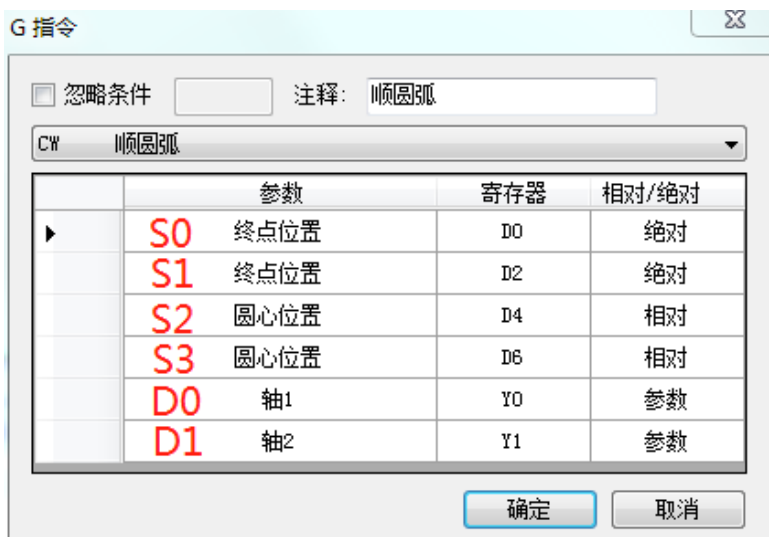 G 指令
忽略条件 注释: 顺圆弧
CW 顺圆弧
参数 寄存器 相对/绝对
S0 终点位置 D0 绝对
S1 终点位置 D2 绝对
S2 圆心位置 D4 相对
S3 圆心位置 D6 相对
D0 轴1 Y0 参数
D1 轴2 Y1 参数
确定 取消